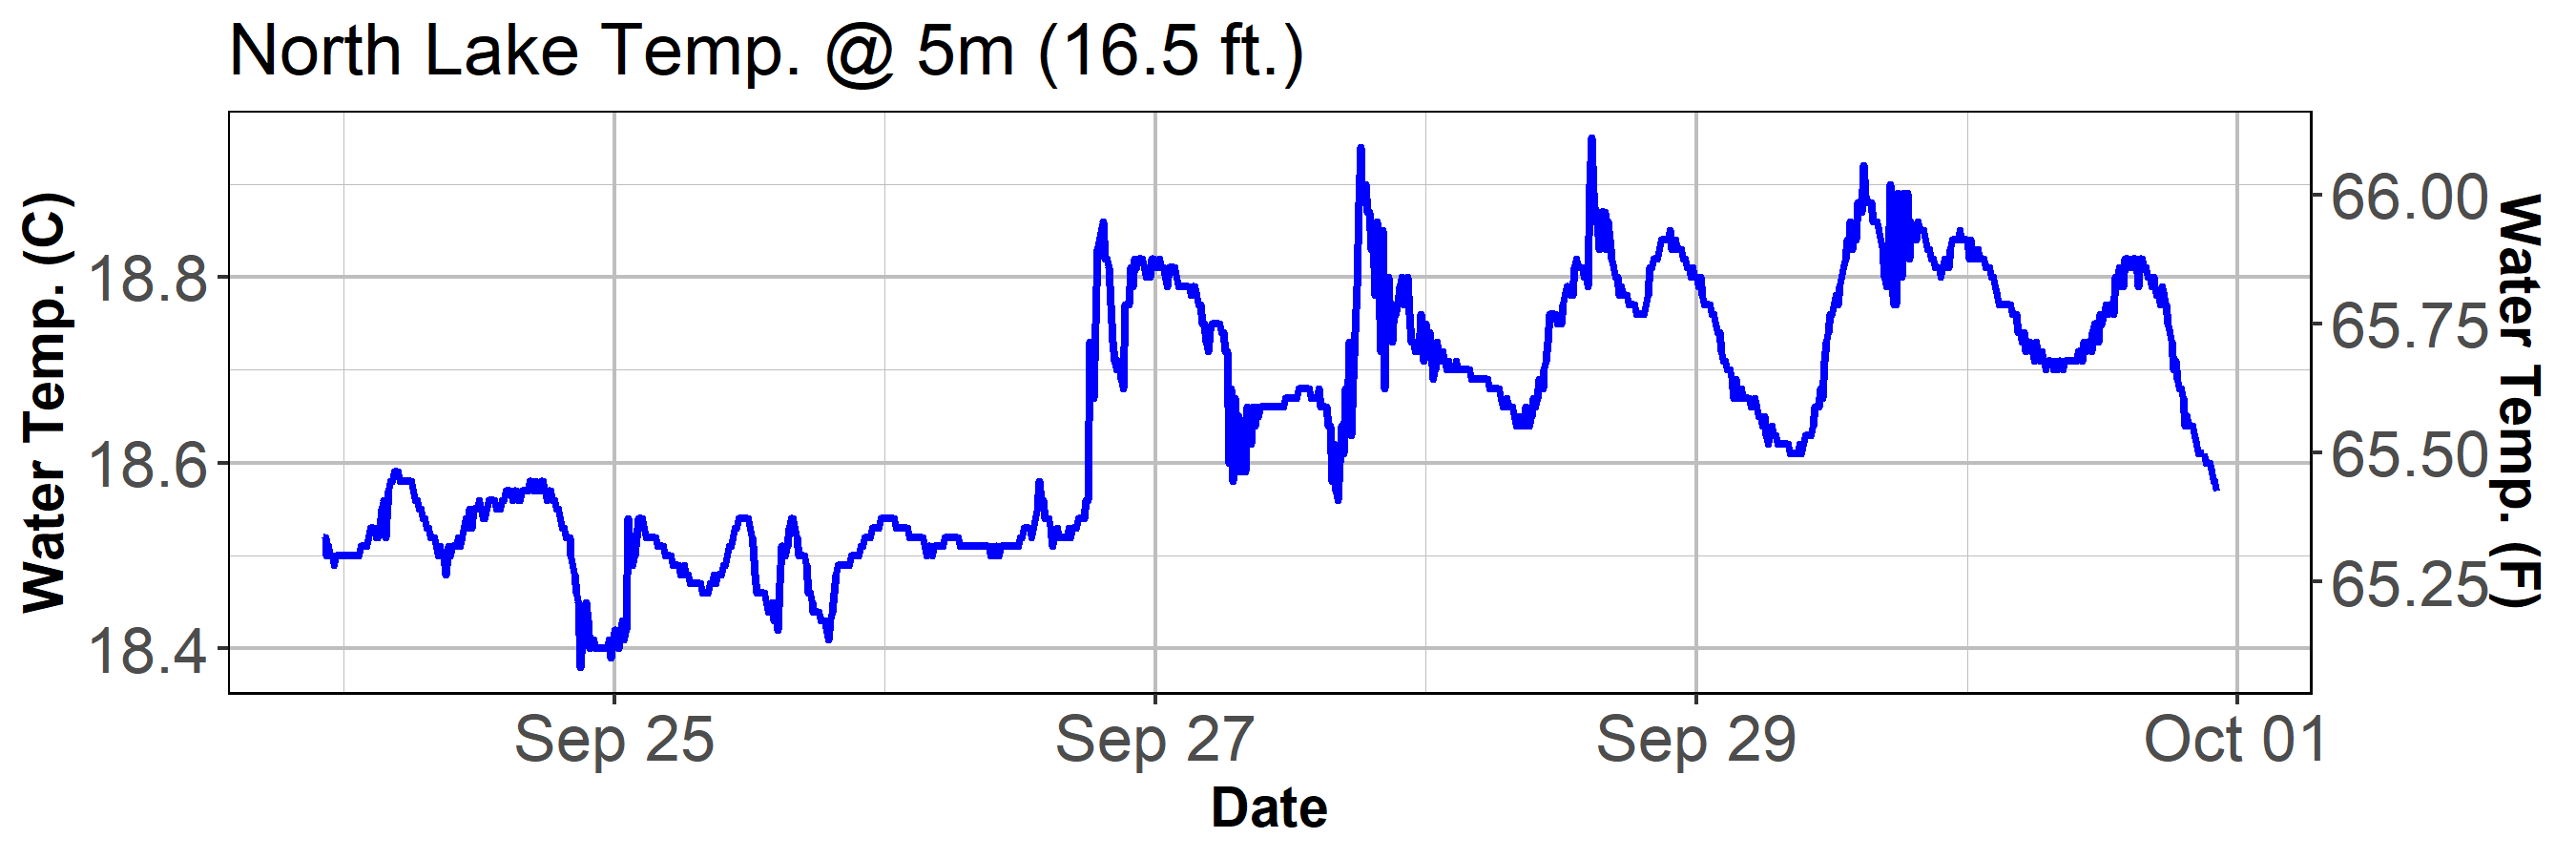 North Lake Temp. @ 5m (16.5 ft.)
Water Temp. (C)
18.8
18.6
18.4
66.00
65.75
65.50
65.25
Water Temp. (F)
Sep 25
Sep 27
Sep 29
Oct 01
Date